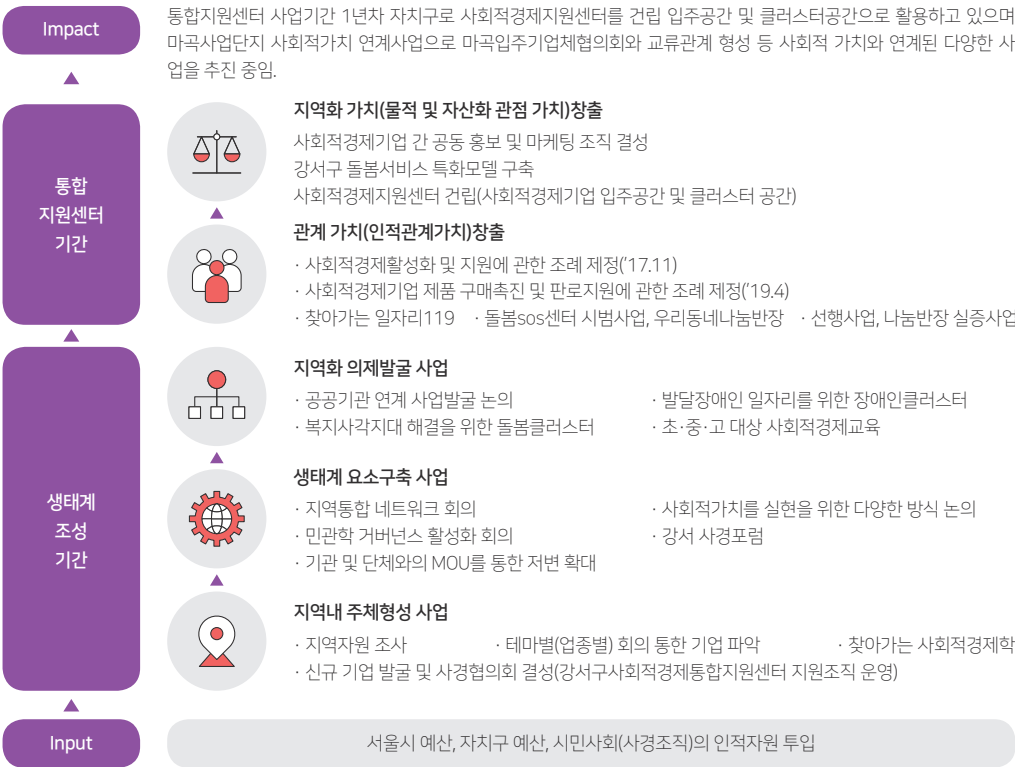 Impact
통합지원센터 사업기간 1년차 자치구로 사회적경제지원센터를 건립 입주공간 및 클러스터공간으로 활용하고 있으며
마곡사업단지 사회적가치 연계사업으로 마곡입주기업체협의회와 교류관계 형성 등 사회적 가치와 연계된 다양한 사
업을 추진 중임.
통합
지원센터
기간
지역화 가치(물적 및 자산화 관점 가치)창출
사회적경제기업 간 공동 홍보 및 마케팅 조직 결성
강서구 돌봄서비스 특화모델 구축
사회적경제지원센터 건립(사회적경제기업 입주공간 및 클러스터 공간)
관계 가치(인적관계가치)창출
· 사회적경제활성화 및 지원에 관한 조례 제정('17.11)
· 사회적경제기업 제품 구매촉진 및 판로지원에 관한 조례 제정('19.4)
· 찾아가는 일자리119 · 돌봄sos센터 시범사업, 우리동네나눔반장 · 선행사업, 나눔반장 실증사업
생태계
조성
기간
지역화 의제발굴 사업
· 공공기관 연계 사업발굴 논의 · 발달장애인 일자리를 위한 장애인클러스터
· 복지사각지대 해결을 위한 돌봄클러스터 · 초·중·고 대상 사회적경제교육
생태계 요소구축 사업
· 지역통합 네트워크 회의 · 사회적가치를 실현을 위한 다양한 방식 논의
· 민관학 거버넌스 활성화 회의 · 강서 사경포럼
· 기관 및 단체와의 MOU를 통한 저변 확대
지역내 주체형성 사업
· 지역자원 조사 · 테마별(업종별) 회의 통한 기업 파악 · 찾아가는 사회적경제학
· 신규 기업 발굴 및 사경협의회 결성(강서구사회적경제통합지원센터 지원조직 운영)
Input
서울시 예산, 자치구 예산, 시민사회(사경조직)의 인적자원 투입